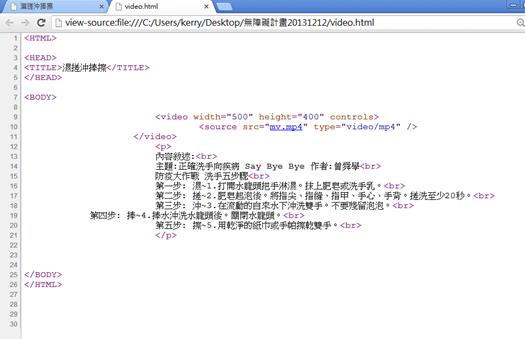 濕搓沖捧擦
video.html
view-source:file:///C:/Users/kerry/Desktop/無障礙計畫20131212/video.html
1 <HTML>
2
3 <HEAD>
4 <TITLE>濕搓沖捧擦</TITLE>
5 </HEAD>
6
7 <BODY>
8
9 <video width="500" height="400" controls>
10 <source src="mv.mp4" type="video/mp4" />
11 </video>
12 <p>
13 內容敘述:<br>
14 主題:正確洗手向疾病 Say Bye Bye 作者:曾舜學<br>
15 防疫大作戰 洗手五步驟<br>
16 第一步: 濕~1.打開水龍頭把手淋濕。抹上肥皂或洗手乳。<br>
17 第二步: 搓~2.肥皂起泡後。將指尖、指縫、指甲、手心、手背。搓洗至少20秒。<br>
18 第三步: 沖~3.在流動的自來水下沖洗雙手。不要殘留泡泡。<br>
19 第四步: 捧~4.捧水沖洗水龍頭後。關閉水龍頭。<br>
20 第五步: 擦~5.用乾淨的紙巾或手帕擦乾雙手。<br>
21 </p>
22
23
24
25 </BODY>
26 </HTML>
27
28
29
30